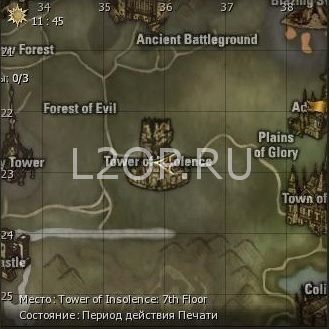 34 35 36 37 38
11:45
Ancient Battleground
Forest
21
0/3
22
Forest of Evil
Plains
of Glory
Tower
Tower of Insolence
23
L2OP.RU
Town of
24
25
Место: Tower of Insolence: 7th Floor
Состояние: Период действия Печати